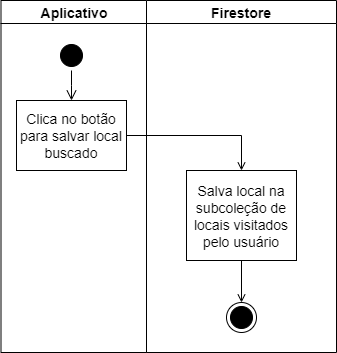 Aplicativo
Firestore
Clica no botão
para salvar local
buscado
Salva local na
subcoleção de
locais visitados
pelo usuário